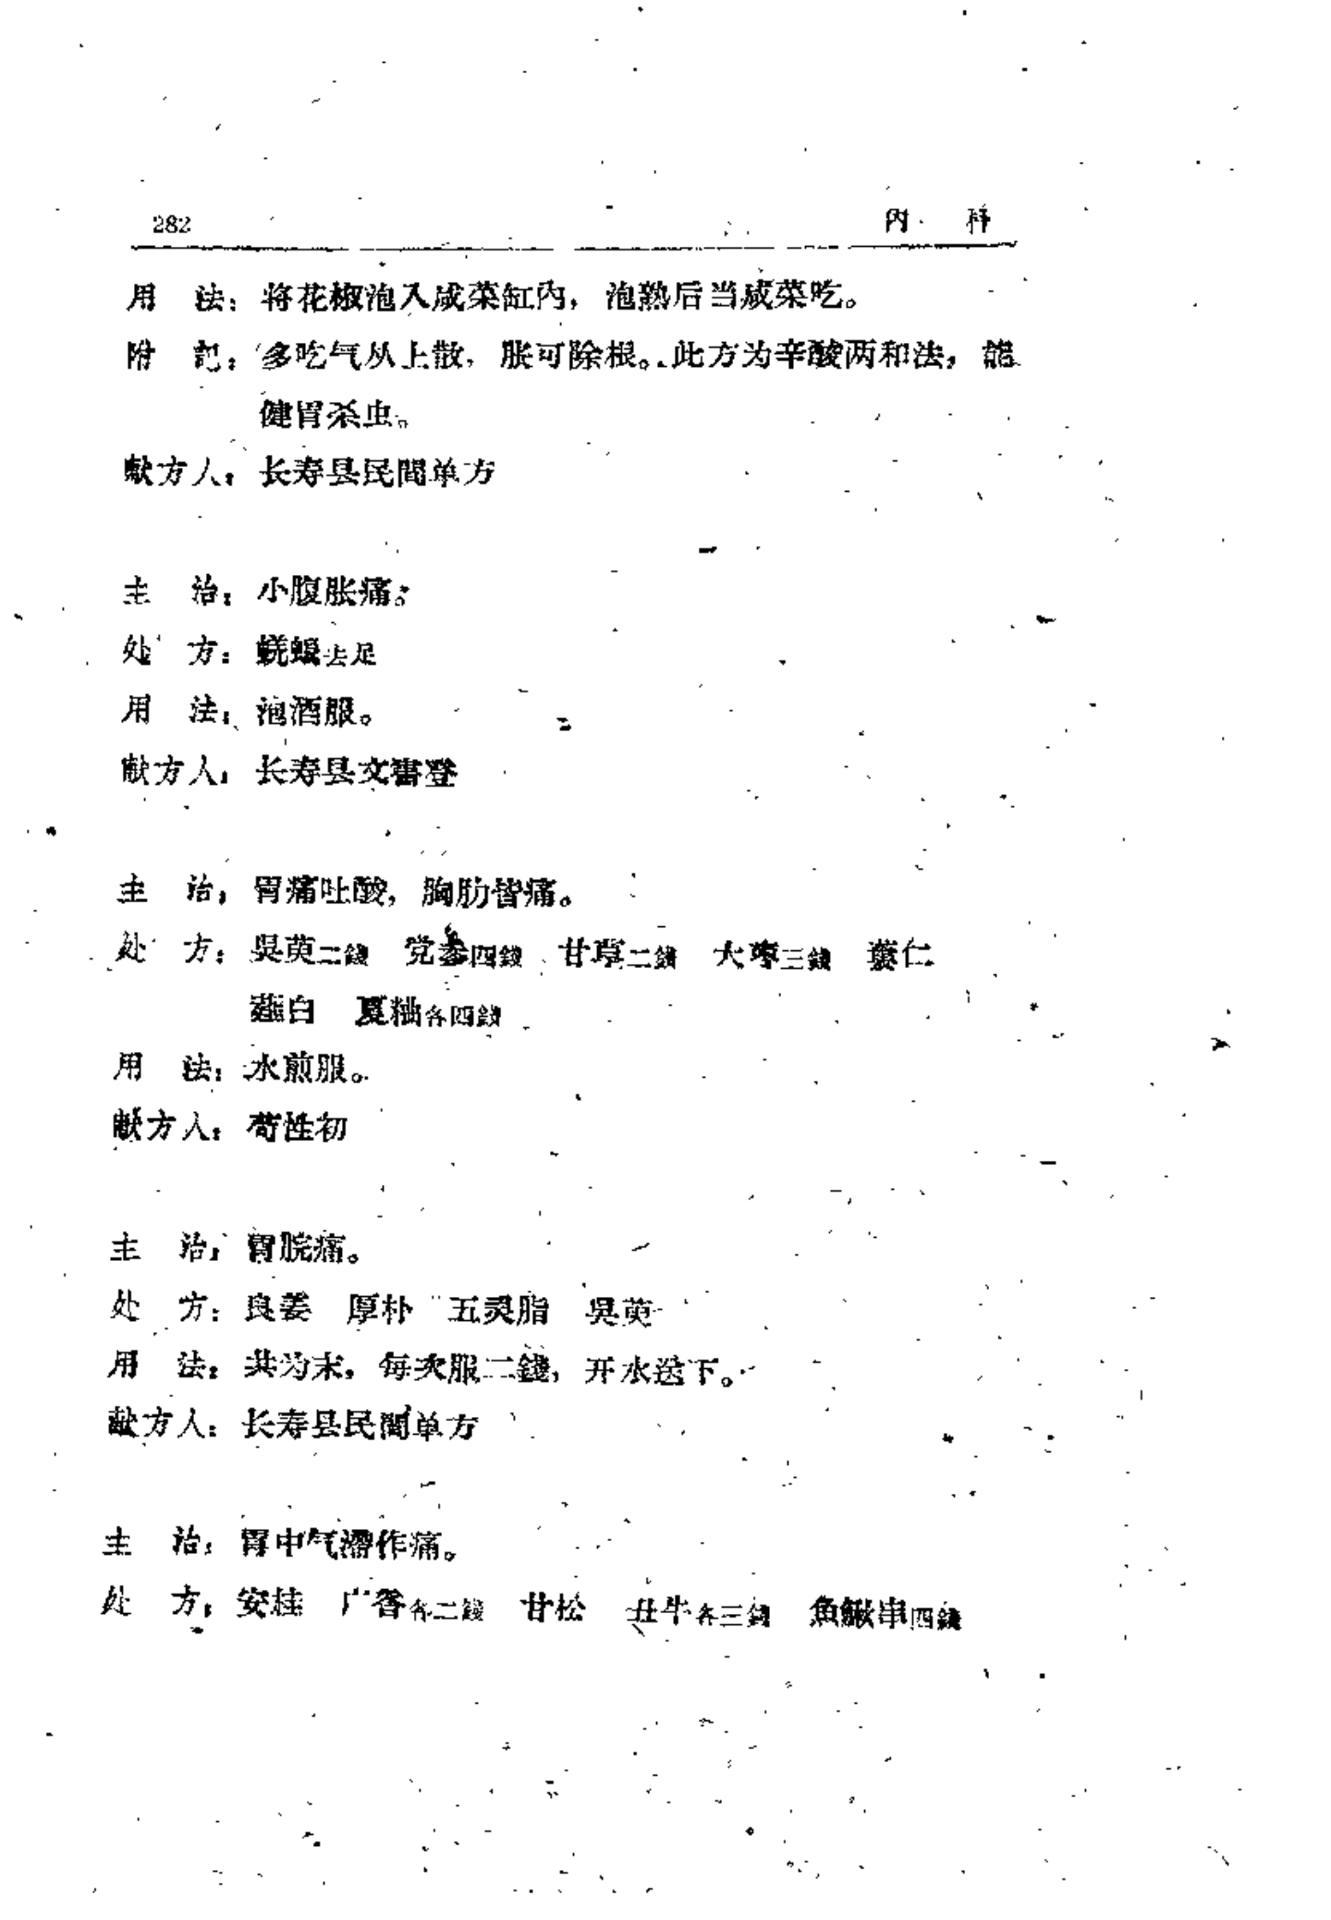 282 内 科
用 法：将花椒泡入咸菜缸內，泡熟后当咸菜吃。
附 記：多吃气从上散，胀可除根。此方为辛酸两和法，能
健胃杀虫。
献方人：长寿县民間单方
主 治：小腹胀痛。
处 方：蜣螂去足
用 法：泡酒服。
献方人：长寿县文書登
主 治：胃痛吐酸，胸肋皆痛。
处 方：吳萸二錢 党參四錢 甘草二錢 大棗三錢 蔞仁
薤白 夏粬各四錢
用 法：水煎服。
献方人：苟性初
主 治：胃脘痛。
处 方：良姜 厚朴 五灵脂 吳萸
用 法：共为末，每次服二錢，开水送下。
献方人：长寿县民間单方
主 治：胃中气滯作痛。
处 方：安桂 广香各二錢 甘松 丑牛各三錢 魚鰍串四錢